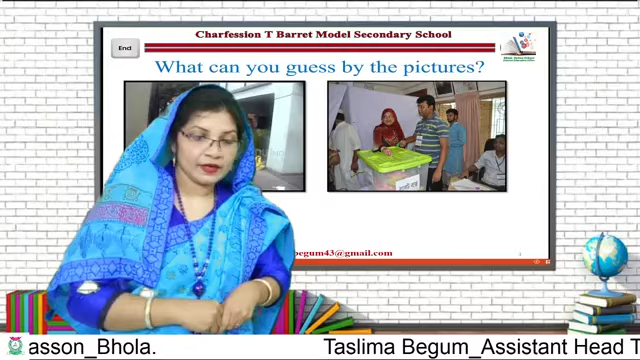 Charfession T Barret Model Secondary School
End
What can you guess by the pictures?
begum43@gmail.com
asson_Bhola.
Taslima Begum_Assistant Head T